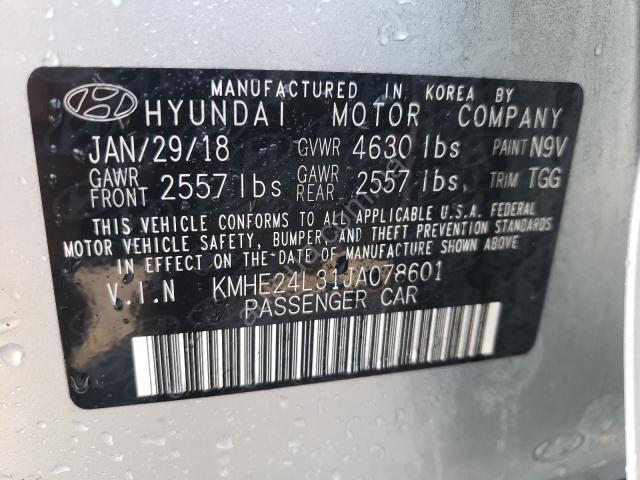 MANUFACTURED IN KOREA BY
HYUNDAI MOTOR COMPANY
JAN/29/18 GVWR 4630 lbs PAINT N9V
GAWR FRONT 2557 lbs GAWR REAR 2557 lbs TRIM TGG
THIS VEHICLE CONFORMS TO ALL APPLICABLE U.S.A. FEDERAL
MOTOR VEHICLE SAFETY, BUMPER, AND THEFT PREVENTION STANDARDS
IN EFFECT ON THE DATE OF MANUFACTURE SHOWN ABOVE.
V.I.N KMHE24L31JA078601
PASSENGER CAR